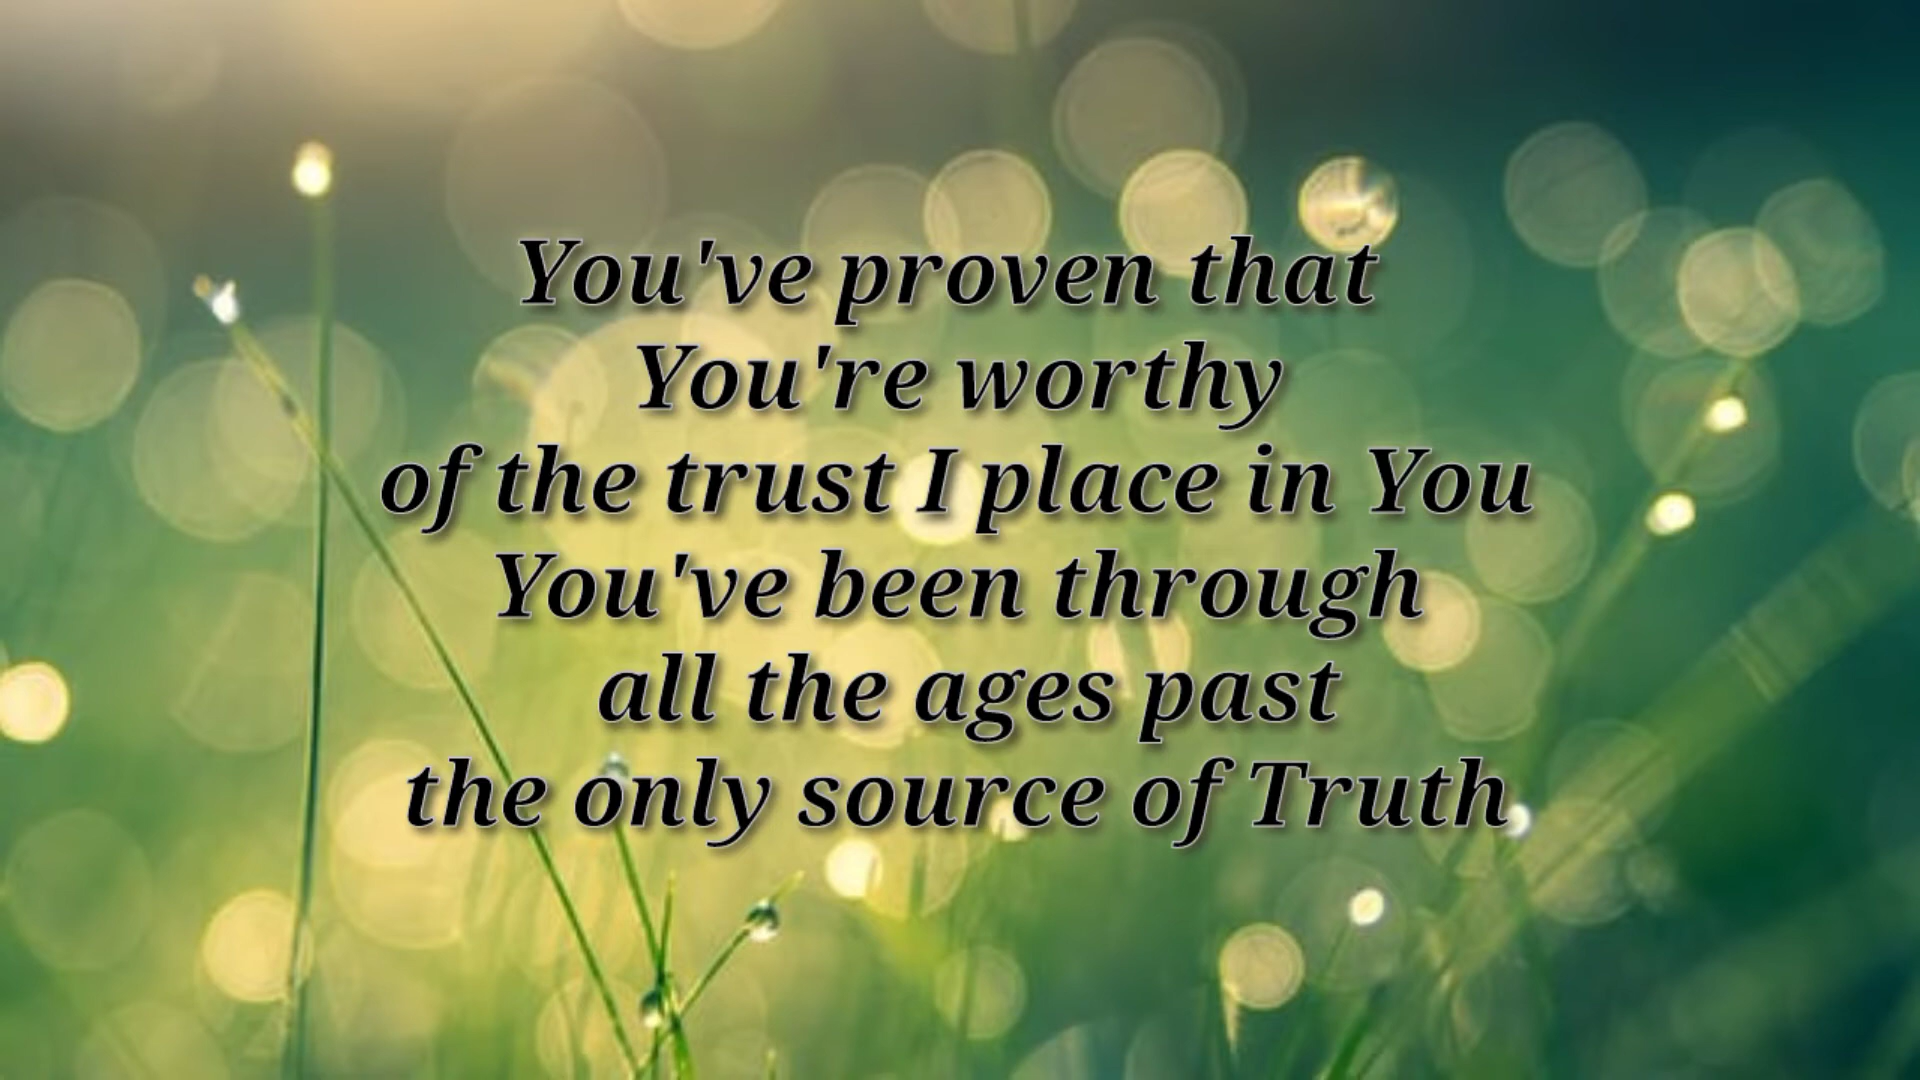 You've proven that
You're worthy
of the trust I place in You
You've been through
all the ages past
the only source of Truth